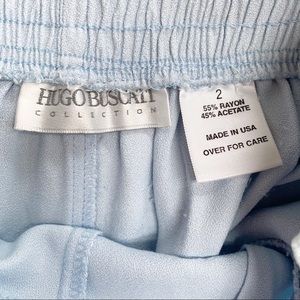 HUGO BUSCATI
COLLECTION
2
55% RAYON
45% ACETATE
MADE IN USA
OVER FOR CARE